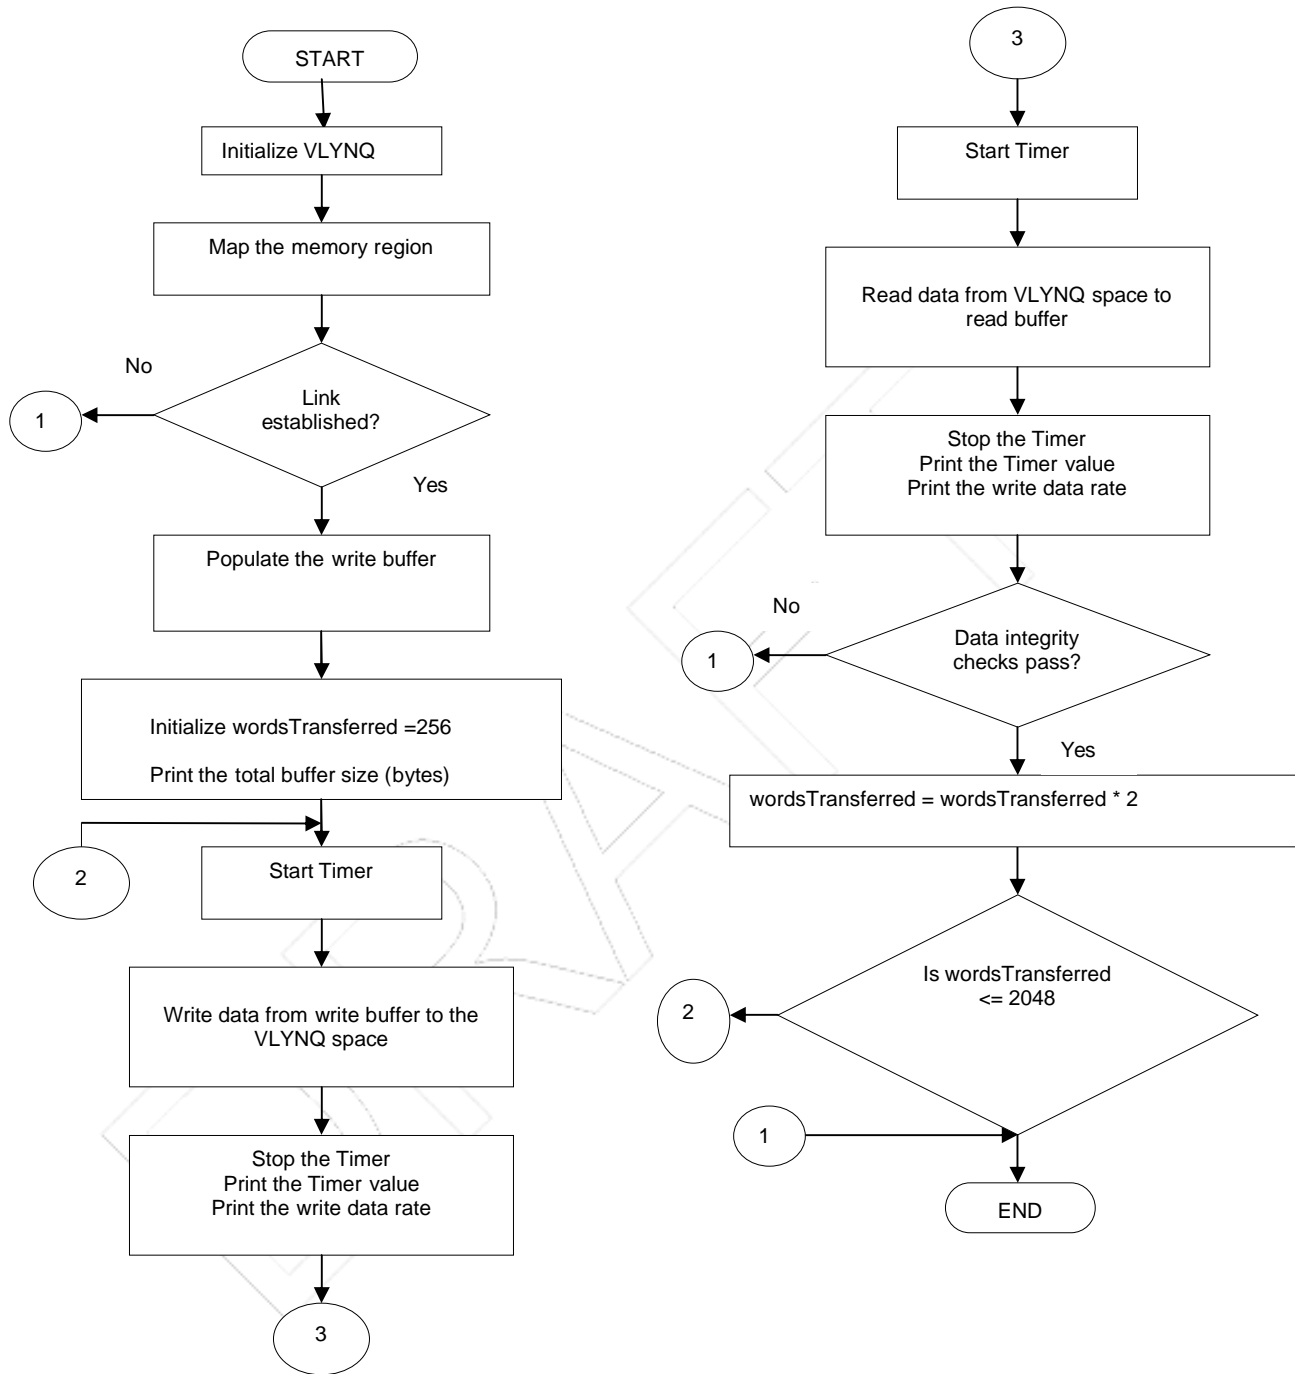 START
Initialize VLYNQ
Map the memory region
No
Link
established?
1
Yes
Populate the write buffer
Initialize wordsTransferred =256
Print the total buffer size (bytes)
2
Start Timer
Write data from write buffer to the
VLYNQ space
Stop the Timer
Print the Timer value
Print the write data rate
3
3
Start Timer
Read data from VLYNQ space to
read buffer
Stop the Timer
Print the Timer value
Print the write data rate
No
Data integrity
checks pass?
1
Yes
wordsTransferred = wordsTransferred * 2
Is wordsTransferred
<= 2048
2
1
END
DRAFT